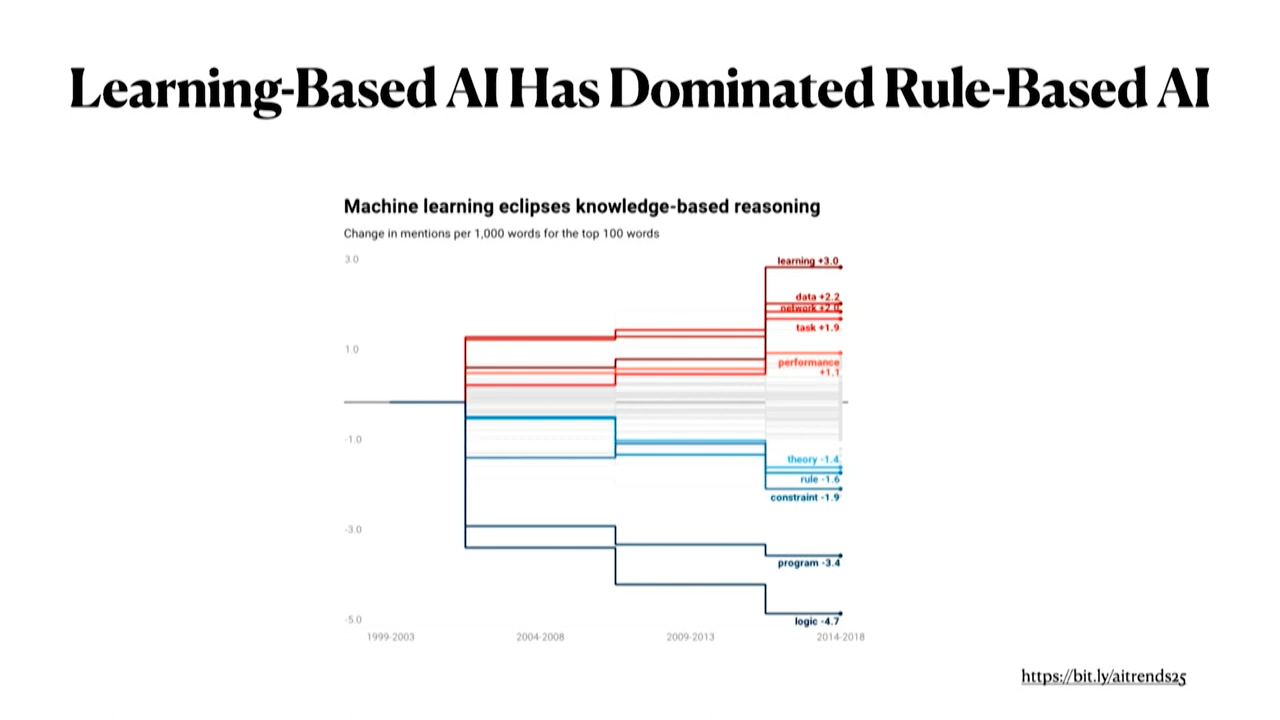 Learning-Based AI Has Dominated Rule-Based AI
Machine learning eclipses knowledge-based reasoning
Change in mentions per 1,000 words for the top 100 words
3.0
learning +3.0
data +2.2
network +2.0
task +1.9
1.0
performance
+1.1
-1.0
theory -1.4
rule -1.6
constraint -1.9
-3.0
program -3.4
-5.0
logic -4.7
1999-2003
2004-2008
2009-2013
2014-2018
https://bit.ly/aitrends25